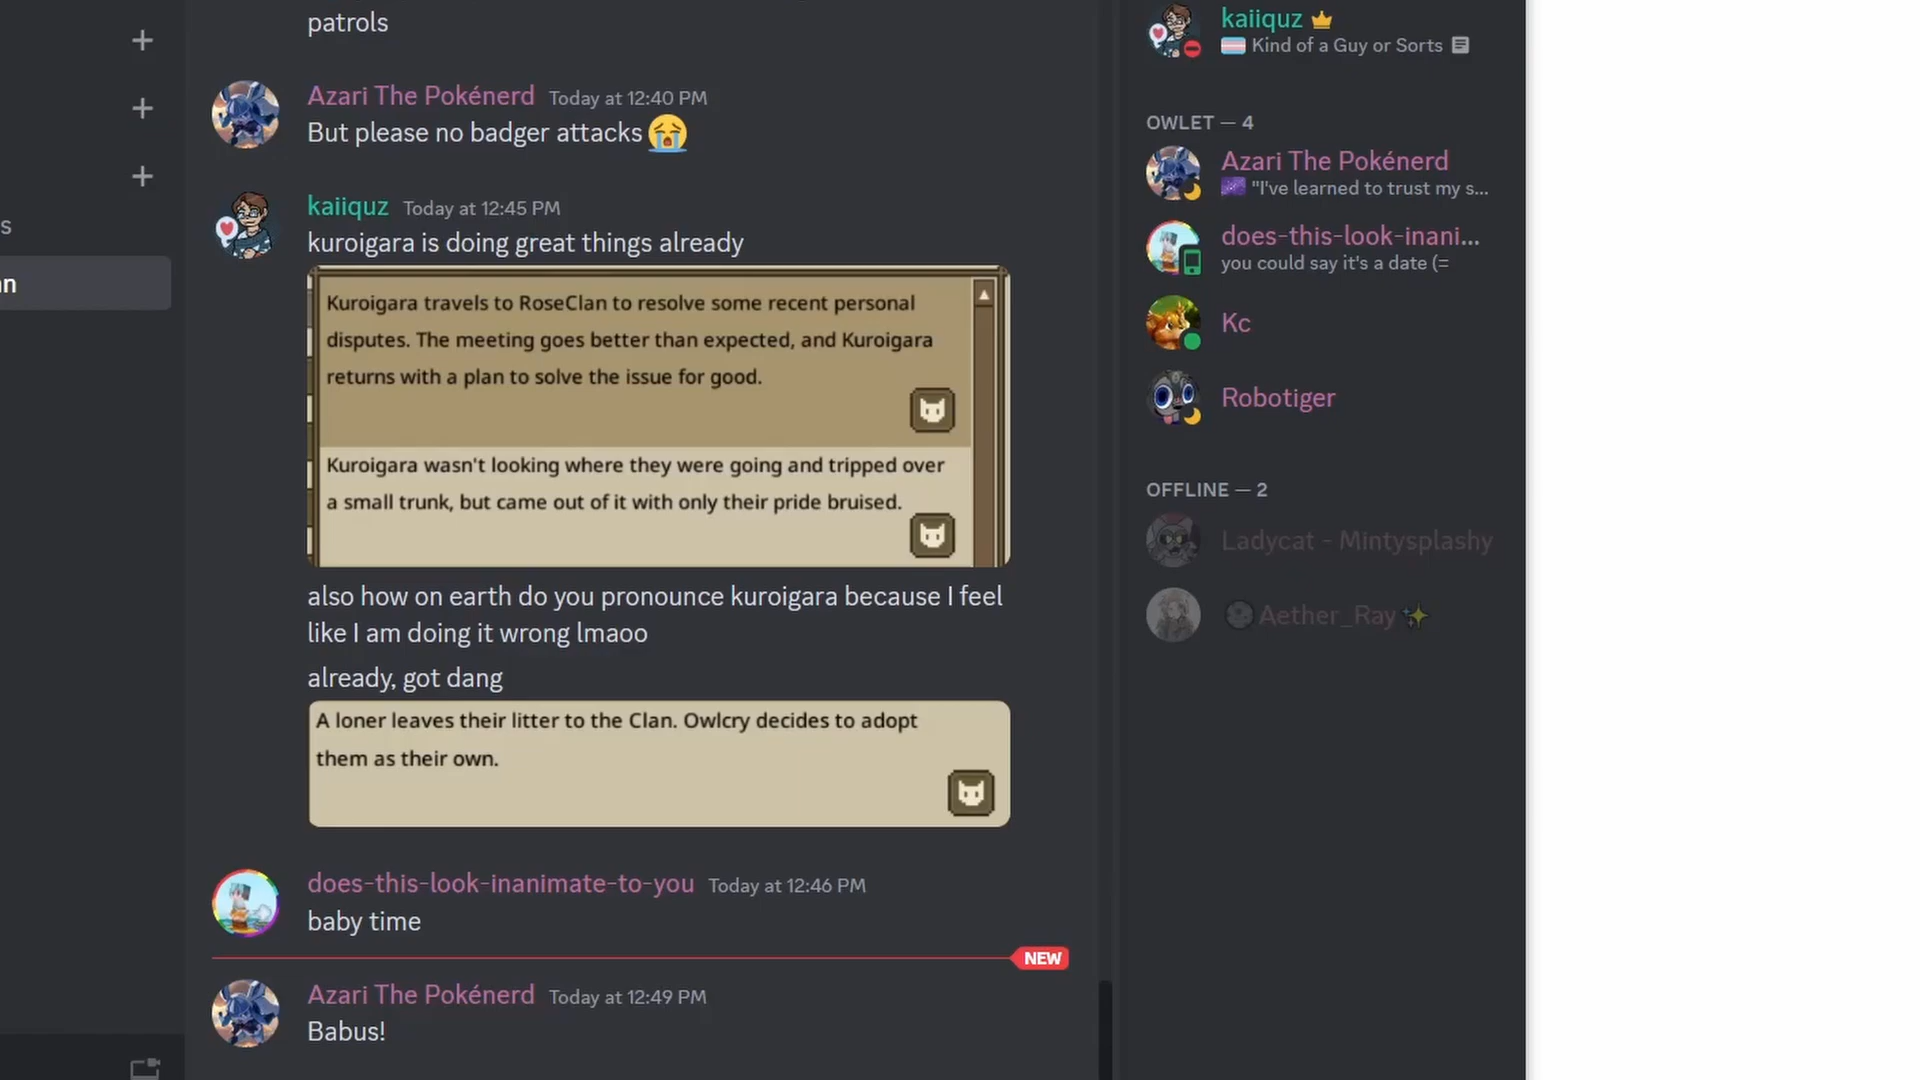 patrols
Azari The Pokénerd Today at 12:40 PM
But please no badger attacks 😭
kaiiquz Today at 12:45 PM
kuroigara is doing great things already
Kuroigara travels to RoseClan to resolve some recent personal
disputes. The meeting goes better than expected, and Kuroigara
returns with a plan to solve the issue for good.
Kuroigara wasn't looking where they were going and tripped over
a small trunk, but came out of it with only their pride bruised.
also how on earth do you pronounce kuroigara because I feel
like I am doing it wrong lmaoo
already, got dang
A loner leaves their litter to the Clan. Owlcry decides to adopt
them as their own.
does-this-look-inanimate-to-you Today at 12:46 PM
baby time
NEW
Azari The Pokénerd Today at 12:49 PM
Babus!
s
an
kaiiquz
Kind of a Guy or Sorts
OWLET — 4
Azari The Pokénerd
"I've learned to trust my s...
does-this-look-inani...
you could say it's a date (=
Kc
Robotiger
OFFLINE — 2
Ladycat - Mintysplashy
Aether_Ray ✨